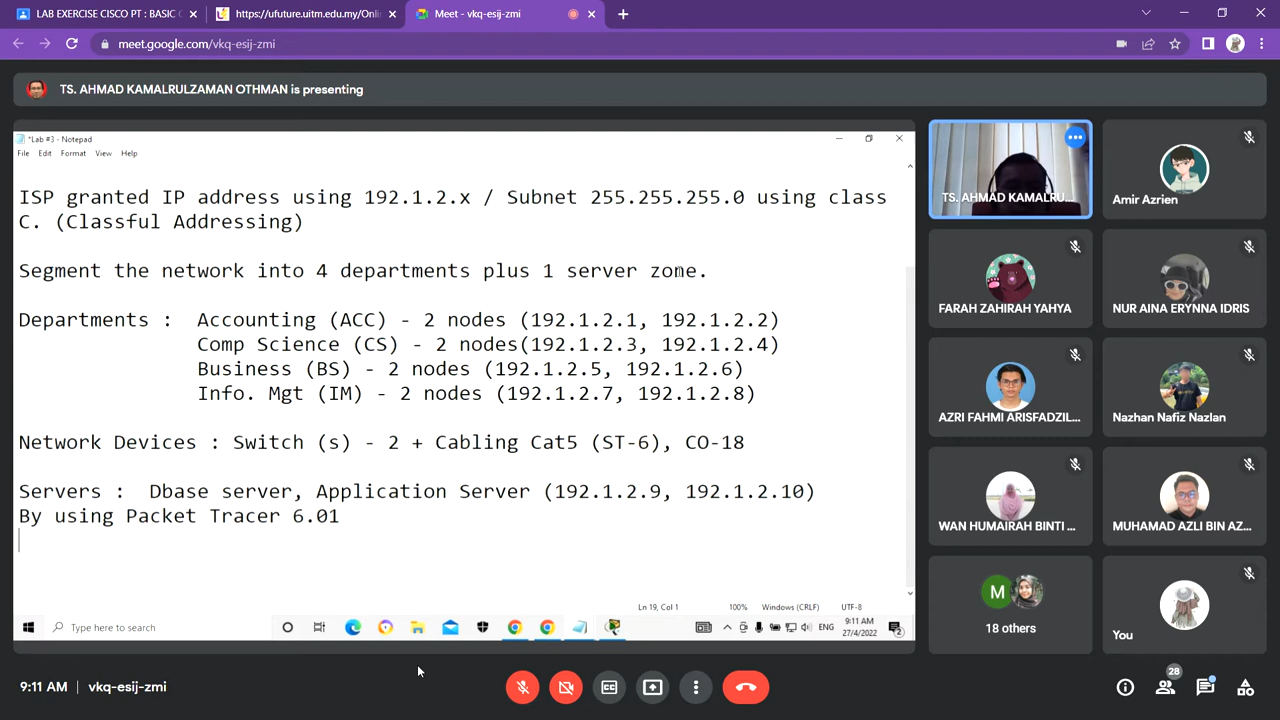 LAB EXERCISE CISCO PT : BASIC C
https://ufuture.uitm.edu.my/Onli
Meet - vkq-esij-zmi
meet.google.com/vkq-esij-zmi
TS. AHMAD KAMALRULZAMAN OTHMAN is presenting
*Lab #3 - Notepad
File Edit Format View Help
ISP granted IP address using 192.1.2.x / Subnet 255.255.255.0 using class
C. (Classful Addressing)
Segment the network into 4 departments plus 1 server zone.
Departments : Accounting (ACC) - 2 nodes (192.1.2.1, 192.1.2.2)
Comp Science (CS) - 2 nodes(192.1.2.3, 192.1.2.4)
Business (BS) - 2 nodes (192.1.2.5, 192.1.2.6)
Info. Mgt (IM) - 2 nodes (192.1.2.7, 192.1.2.8)
Network Devices : Switch (s) - 2 + Cabling Cat5 (ST-6), CO-18
Servers : Dbase server, Application Server (192.1.2.9, 192.1.2.10)
By using Packet Tracer 6.01
Ln 19, Col 1 100% Windows (CRLF) UTF-8
Type here to search
ENG
9:11 AM
27/4/2022
2
TS. AHMAD KAMALRU...
Amir Azrien
FARAH ZAHIRAH YAHYA
NUR AINA ERYNNA IDRIS
AZRI FAHMI ARISFADZIL...
Nazhan Nafiz Nazlan
WAN HUMAIRAH BINTI ...
MUHAMAD AZLI BIN AZ...
M
18 others
You
9:11 AM | vkq-esij-zmi
28